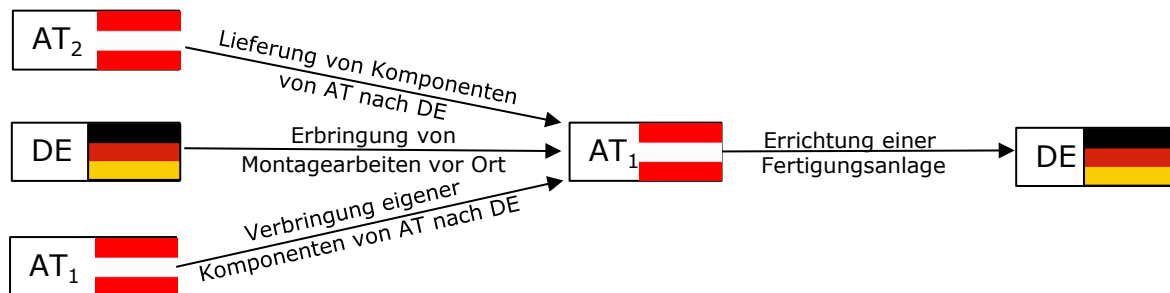 AT₂
Lieferung von Komponenten
von AT nach DE
DE
Erbringung von
Montagearbeiten vor Ort
AT₁
Verbringung eigener
Komponenten von AT nach DE
AT₁
Errichtung einer
Fertigungsanlage
DE